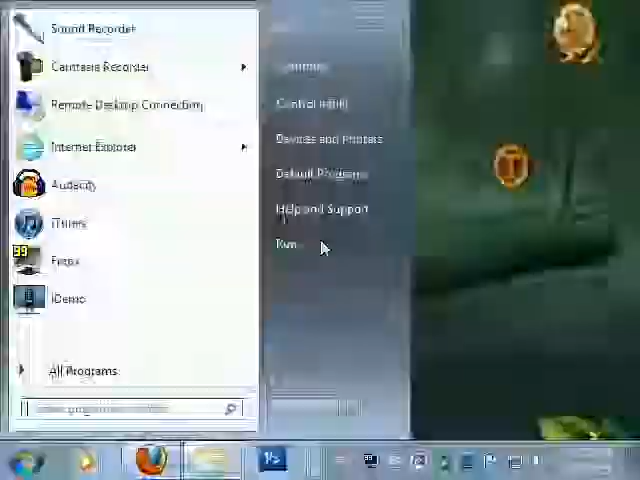 Sound Recorder
Camtasia Recorder
Remote Desktop Connection
Internet Explorer
Audacity
iTunes
Fraps
iDemo
All Programs
Control Panel
Devices and Printers
Default Programs
Help and Support
Run...
99